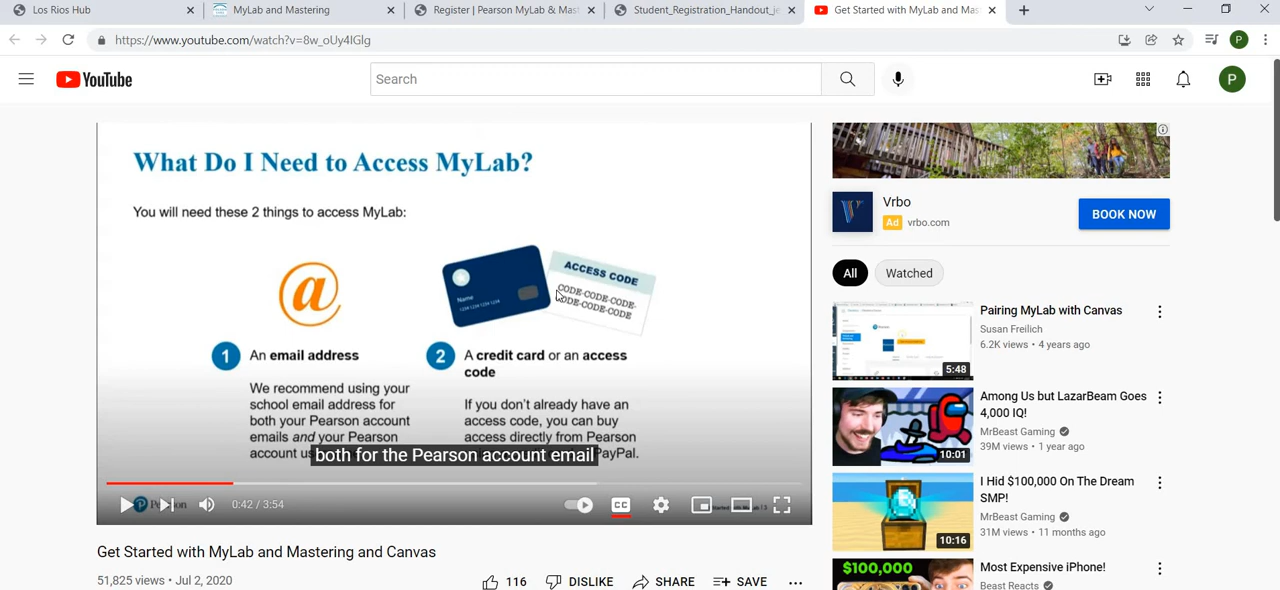 Los Rios Hub
MyLab and Mastering
Register | Pearson MyLab & Mast
Student_Registration_Handout_je
Get Started with MyLab and Mas
https://www.youtube.com/watch?v=8w_oUy4IGlg
P
YouTube
Search
P
What Do I Need to Access MyLab?
You will need these 2 things to access MyLab:
@
Name
1234 1234 1234 1234
ACCESS CODE
CODE-CODE-CODE-
CODE-CODE-CODE
1 An email address
We recommend using your
school email address for
both your Pearson account
emails and your Pearson
account us
2 A credit card or an access
code
If you don't already have an
access code, you can buy
access directly from Pearson
PayPal.
both for the Pearson account email
0:42 / 3:54
CC
Get Started with MyLab and Mastering and Canvas
51,825 views • Jul 2, 2020
116
DISLIKE
SHARE
SAVE
Vrbo
Ad vrbo.com
BOOK NOW
All
Watched
5:48
Pairing MyLab with Canvas
Susan Freilich
6.2K views • 4 years ago
10:01
Among Us but LazarBeam Goes
4,000 IQ!
MrBeast Gaming
39M views • 1 year ago
10:16
I Hid $100,000 On The Dream
SMP!
MrBeast Gaming
31M views • 11 months ago
$100,000
Most Expensive iPhone!
Beast Reacts